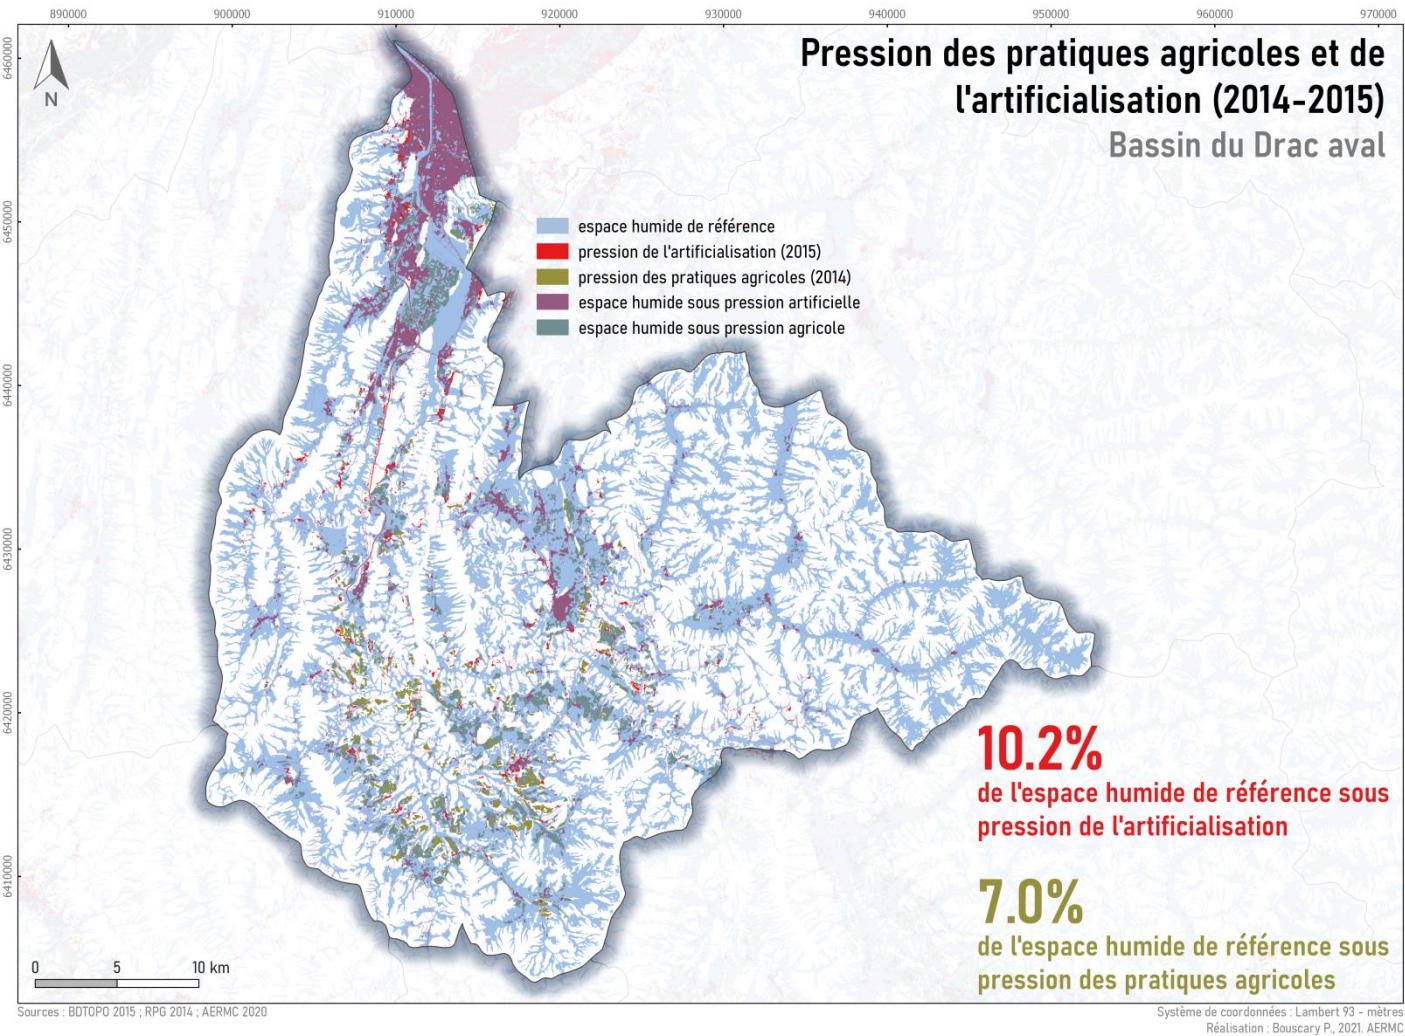 890000 900000 910000 920000 930000 940000 950000 960000 970000
6460000
6450000
6440000
6430000
6420000
6410000
N
Pression des pratiques agricoles et de
l'artificialisation (2014-2015)
Bassin du Drac aval
espace humide de référence
pression de l'artificialisation (2015)
pression des pratiques agricoles (2014)
espace humide sous pression artificielle
espace humide sous pression agricole
10.2%
de l'espace humide de référence sous
pression de l'artificialisation
7.0%
de l'espace humide de référence sous
pression des pratiques agricoles
0 5 10 km
Sources : BDTOPO 2015 ; RPG 2014 ; AERMC 2020
Système de coordonnées : Lambert 93 - mètres
Réalisation : Bouscary P., 2021. AERMC